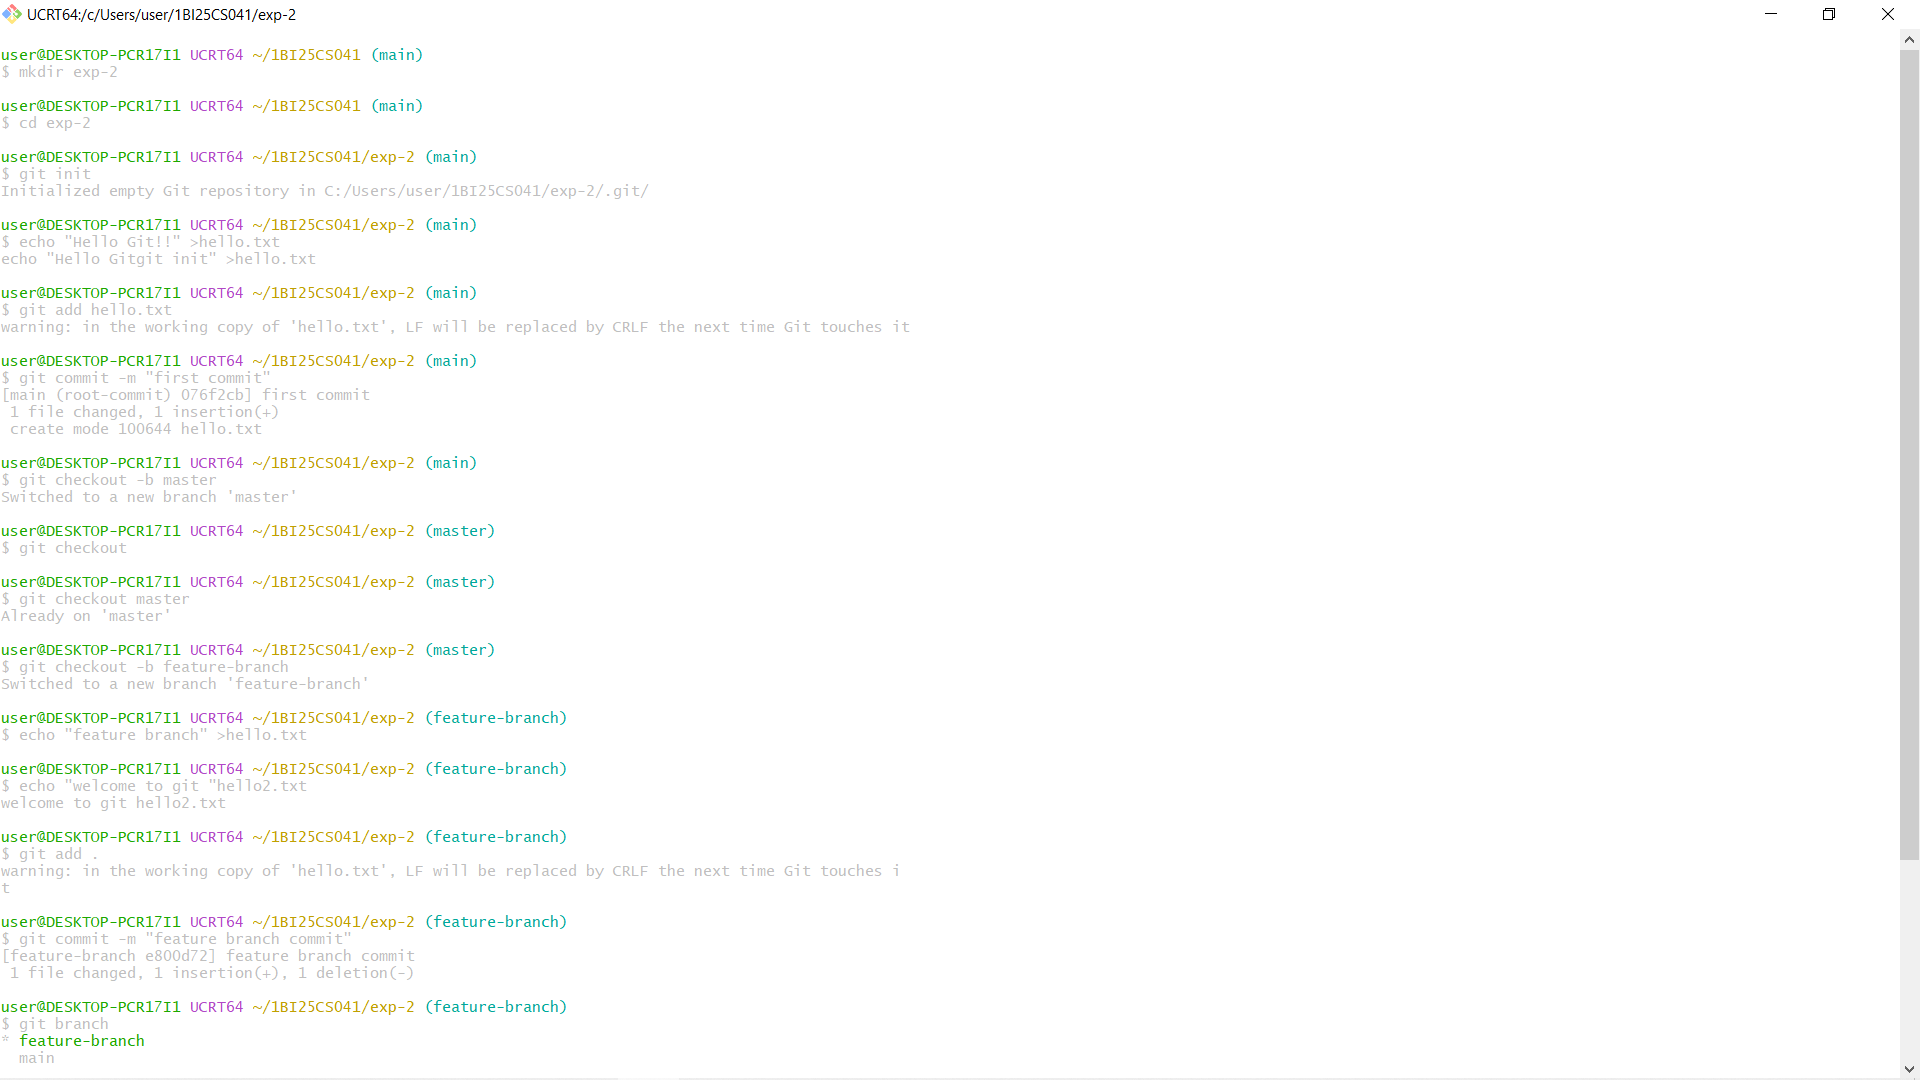 UCRT64:/c/Users/user/1BI25CS041/exp-2
user@DESKTOP-PCR17I1 UCRT64 ~/1BI25CS041 (main)
$ mkdir exp-2
user@DESKTOP-PCR17I1 UCRT64 ~/1BI25CS041 (main)
$ cd exp-2
user@DESKTOP-PCR17I1 UCRT64 ~/1BI25CS041/exp-2 (main)
$ git init
Initialized empty Git repository in C:/Users/user/1BI25CS041/exp-2/.git/
user@DESKTOP-PCR17I1 UCRT64 ~/1BI25CS041/exp-2 (main)
$ echo "Hello Git!!" >hello.txt
echo "Hello Gitgit init" >hello.txt
user@DESKTOP-PCR17I1 UCRT64 ~/1BI25CS041/exp-2 (main)
$ git add hello.txt
warning: in the working copy of 'hello.txt', LF will be replaced by CRLF the next time Git touches it
user@DESKTOP-PCR17I1 UCRT64 ~/1BI25CS041/exp-2 (main)
$ git commit -m "first commit"
[main (root-commit) 076f2cb] first commit
1 file changed, 1 insertion(+)
create mode 100644 hello.txt
user@DESKTOP-PCR17I1 UCRT64 ~/1BI25CS041/exp-2 (main)
$ git checkout -b master
Switched to a new branch 'master'
user@DESKTOP-PCR17I1 UCRT64 ~/1BI25CS041/exp-2 (master)
$ git checkout
user@DESKTOP-PCR17I1 UCRT64 ~/1BI25CS041/exp-2 (master)
$ git checkout master
Already on 'master'
user@DESKTOP-PCR17I1 UCRT64 ~/1BI25CS041/exp-2 (master)
$ git checkout -b feature-branch
Switched to a new branch 'feature-branch'
user@DESKTOP-PCR17I1 UCRT64 ~/1BI25CS041/exp-2 (feature-branch)
$ echo "feature branch" >hello.txt
user@DESKTOP-PCR17I1 UCRT64 ~/1BI25CS041/exp-2 (feature-branch)
$ echo "welcome to git "hello2.txt
welcome to git hello2.txt
user@DESKTOP-PCR17I1 UCRT64 ~/1BI25CS041/exp-2 (feature-branch)
$ git add .
warning: in the working copy of 'hello.txt', LF will be replaced by CRLF the next time Git touches i
t
user@DESKTOP-PCR17I1 UCRT64 ~/1BI25CS041/exp-2 (feature-branch)
$ git commit -m "feature branch commit"
[feature-branch e800d72] feature branch commit
1 file changed, 1 insertion(+), 1 deletion(-)
user@DESKTOP-PCR17I1 UCRT64 ~/1BI25CS041/exp-2 (feature-branch)
$ git branch
* feature-branch
main